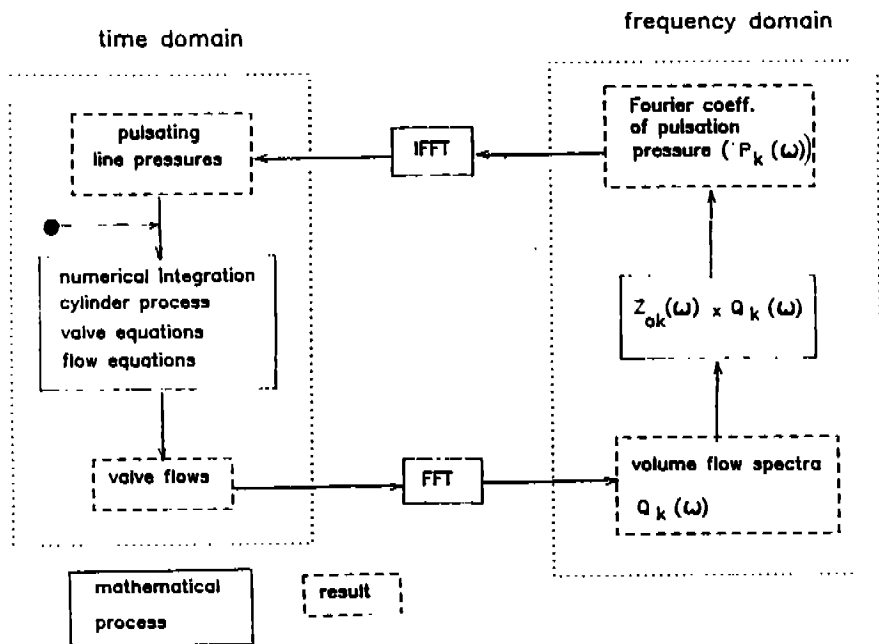 time domain
frequency domain
pulsating
line pressures
IFFT
Fourier coeff.
of pulsation
pressure (P_k (ω))
numerical integration
cylinder process
valve equations
flow equations
Z_ok(ω) x Q_k (ω)
valve flows
FFT
volume flow spectra
Q_k (ω)
mathematical
process
result